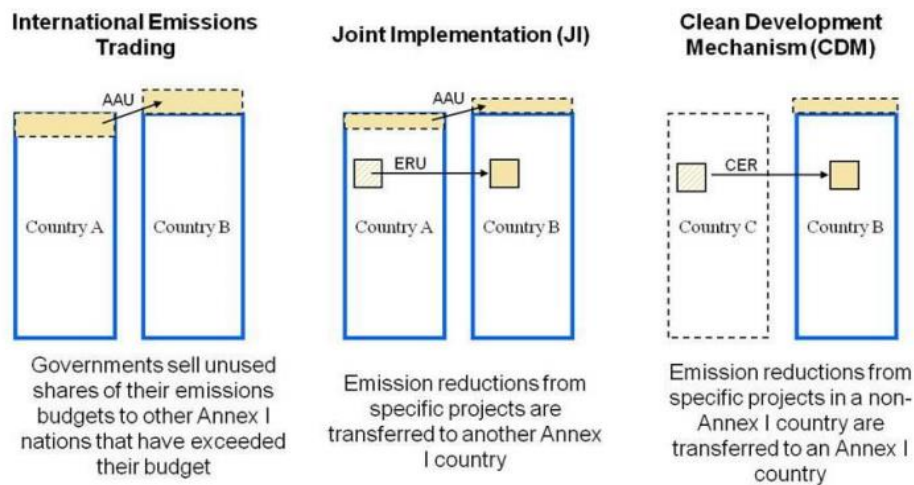 International Emissions
Trading
AAU
Country A
Country B
Governments sell unused
shares of their emissions
budgets to other Annex I
nations that have exceeded
their budget
Joint Implementation (JI)
AAU
ERU
Country A
Country B
Emission reductions from
specific projects are
transferred to another Annex
I country
Clean Development
Mechanism (CDM)
CER
Country C
Country B
Emission reductions from
specific projects in a non-
Annex I country are
transferred to an Annex I
country